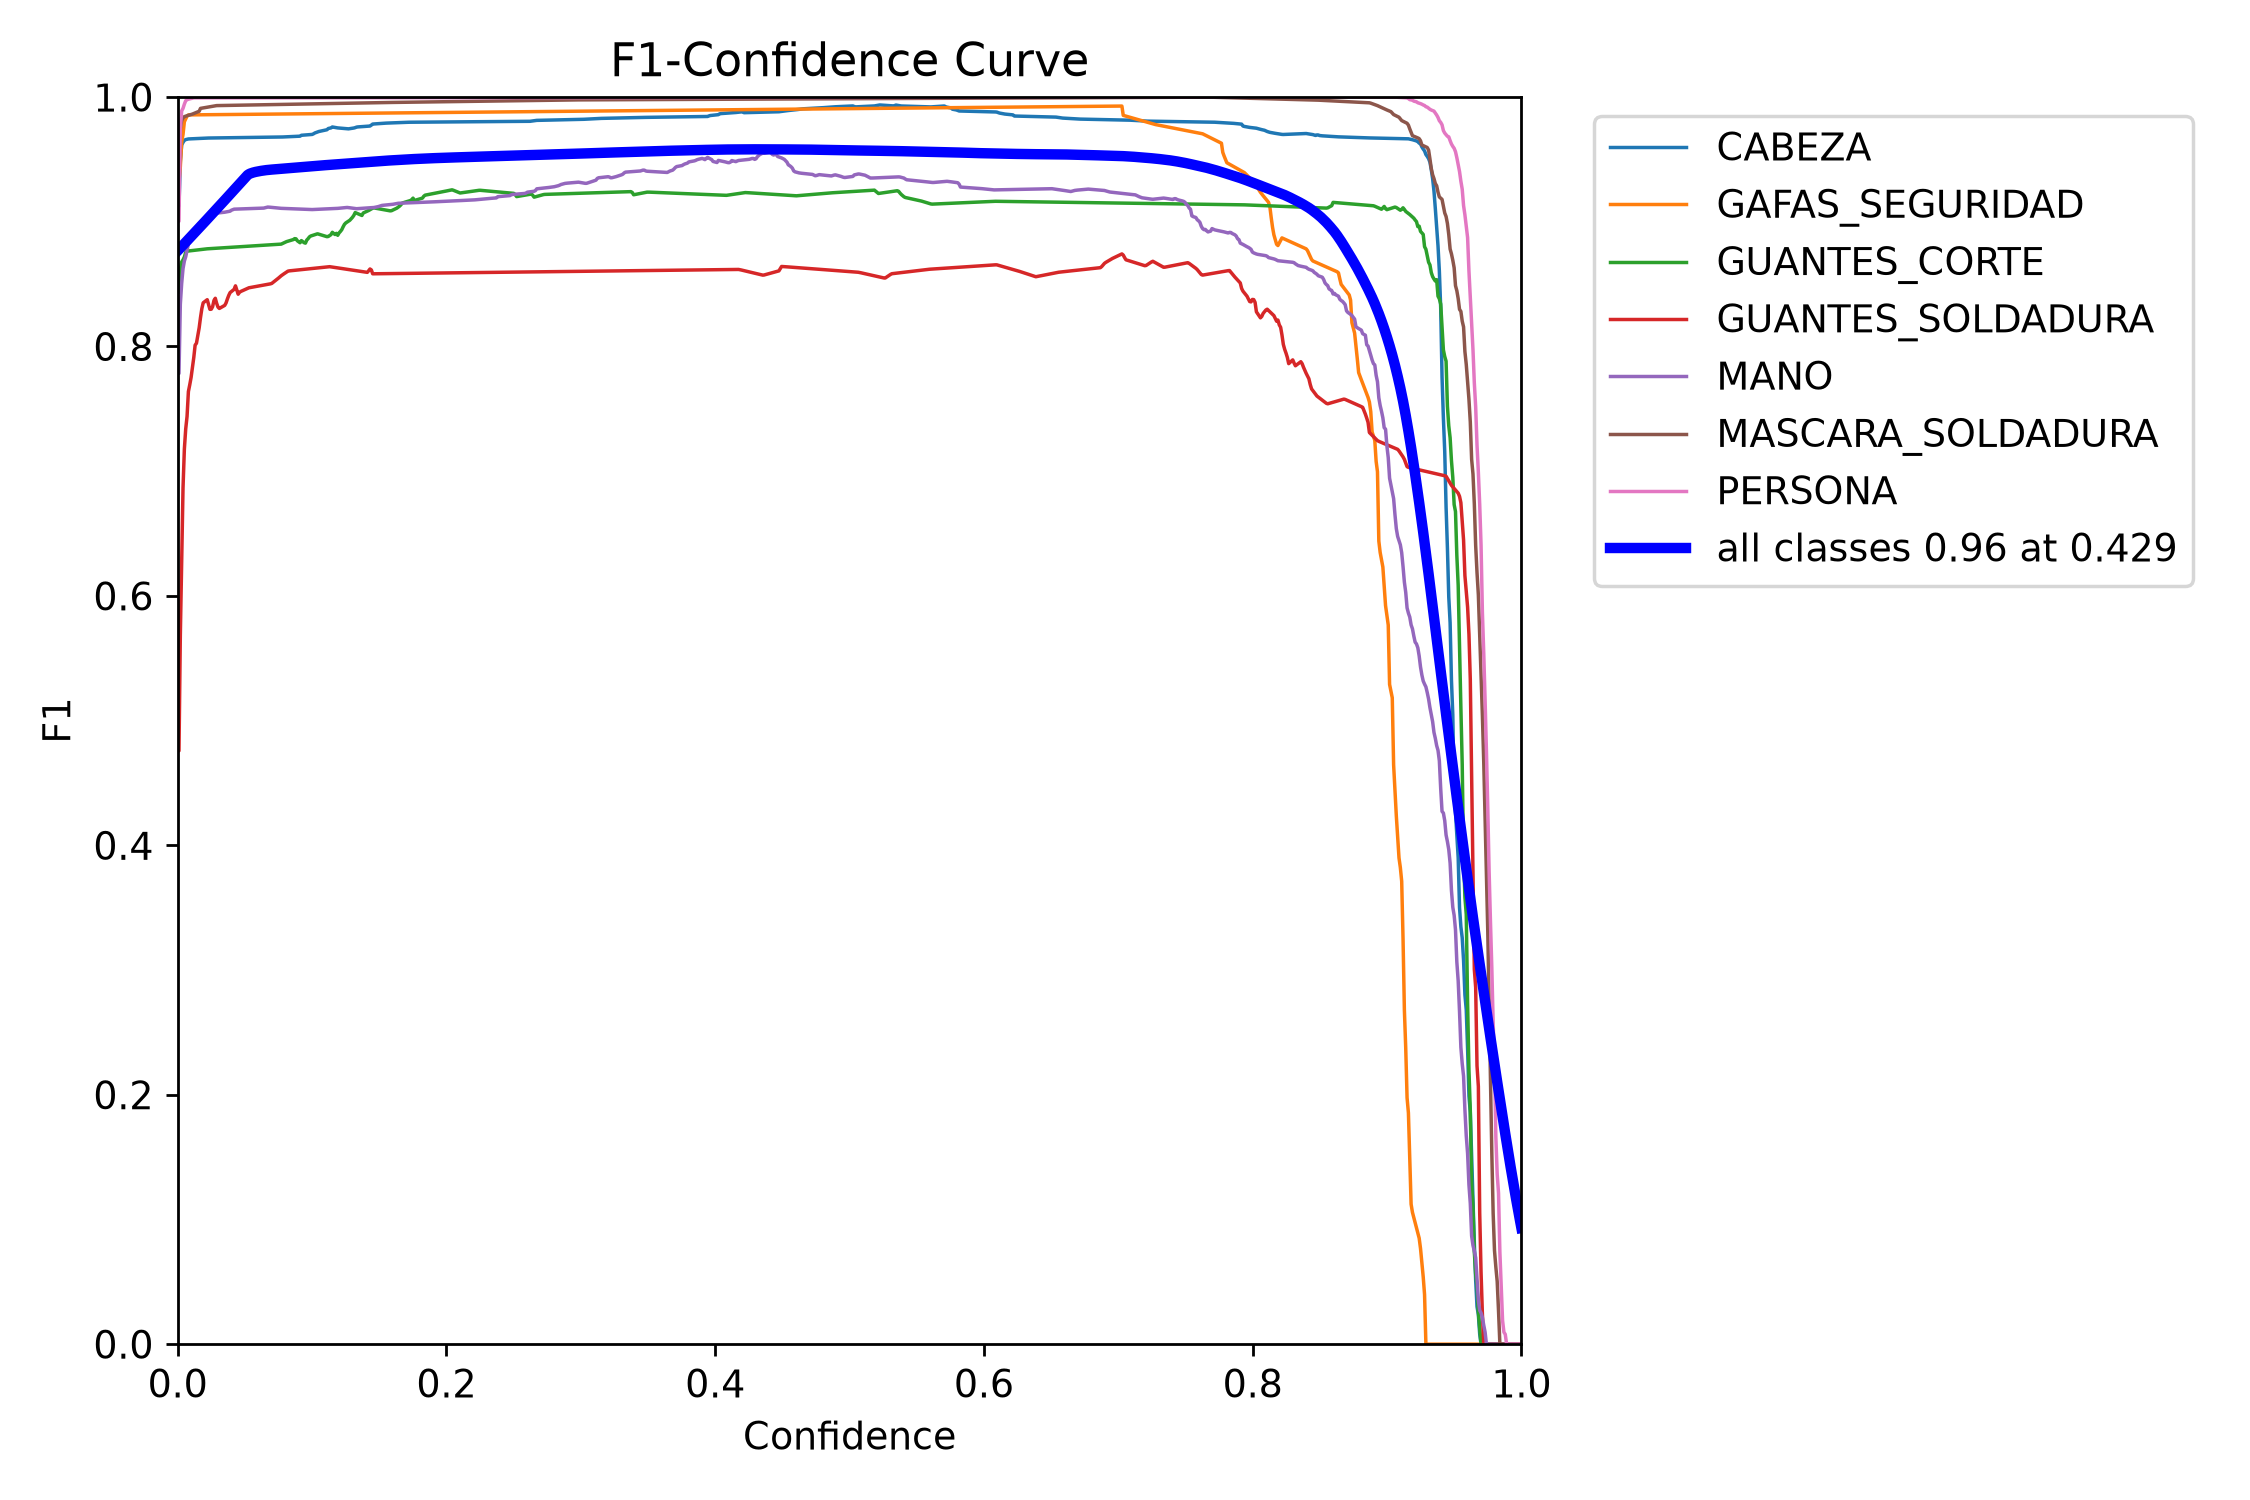 F1-Confidence Curve
1.0
0.8
0.6
0.4
0.2
0.0
F1
0.0 0.2 0.4 0.6 0.8 1.0
Confidence
CABEZA
GAFAS_SEGURIDAD
GUANTES_CORTE
GUANTES_SOLDADURA
MANO
MASCARA_SOLDADURA
PERSONA
all classes 0.96 at 0.429